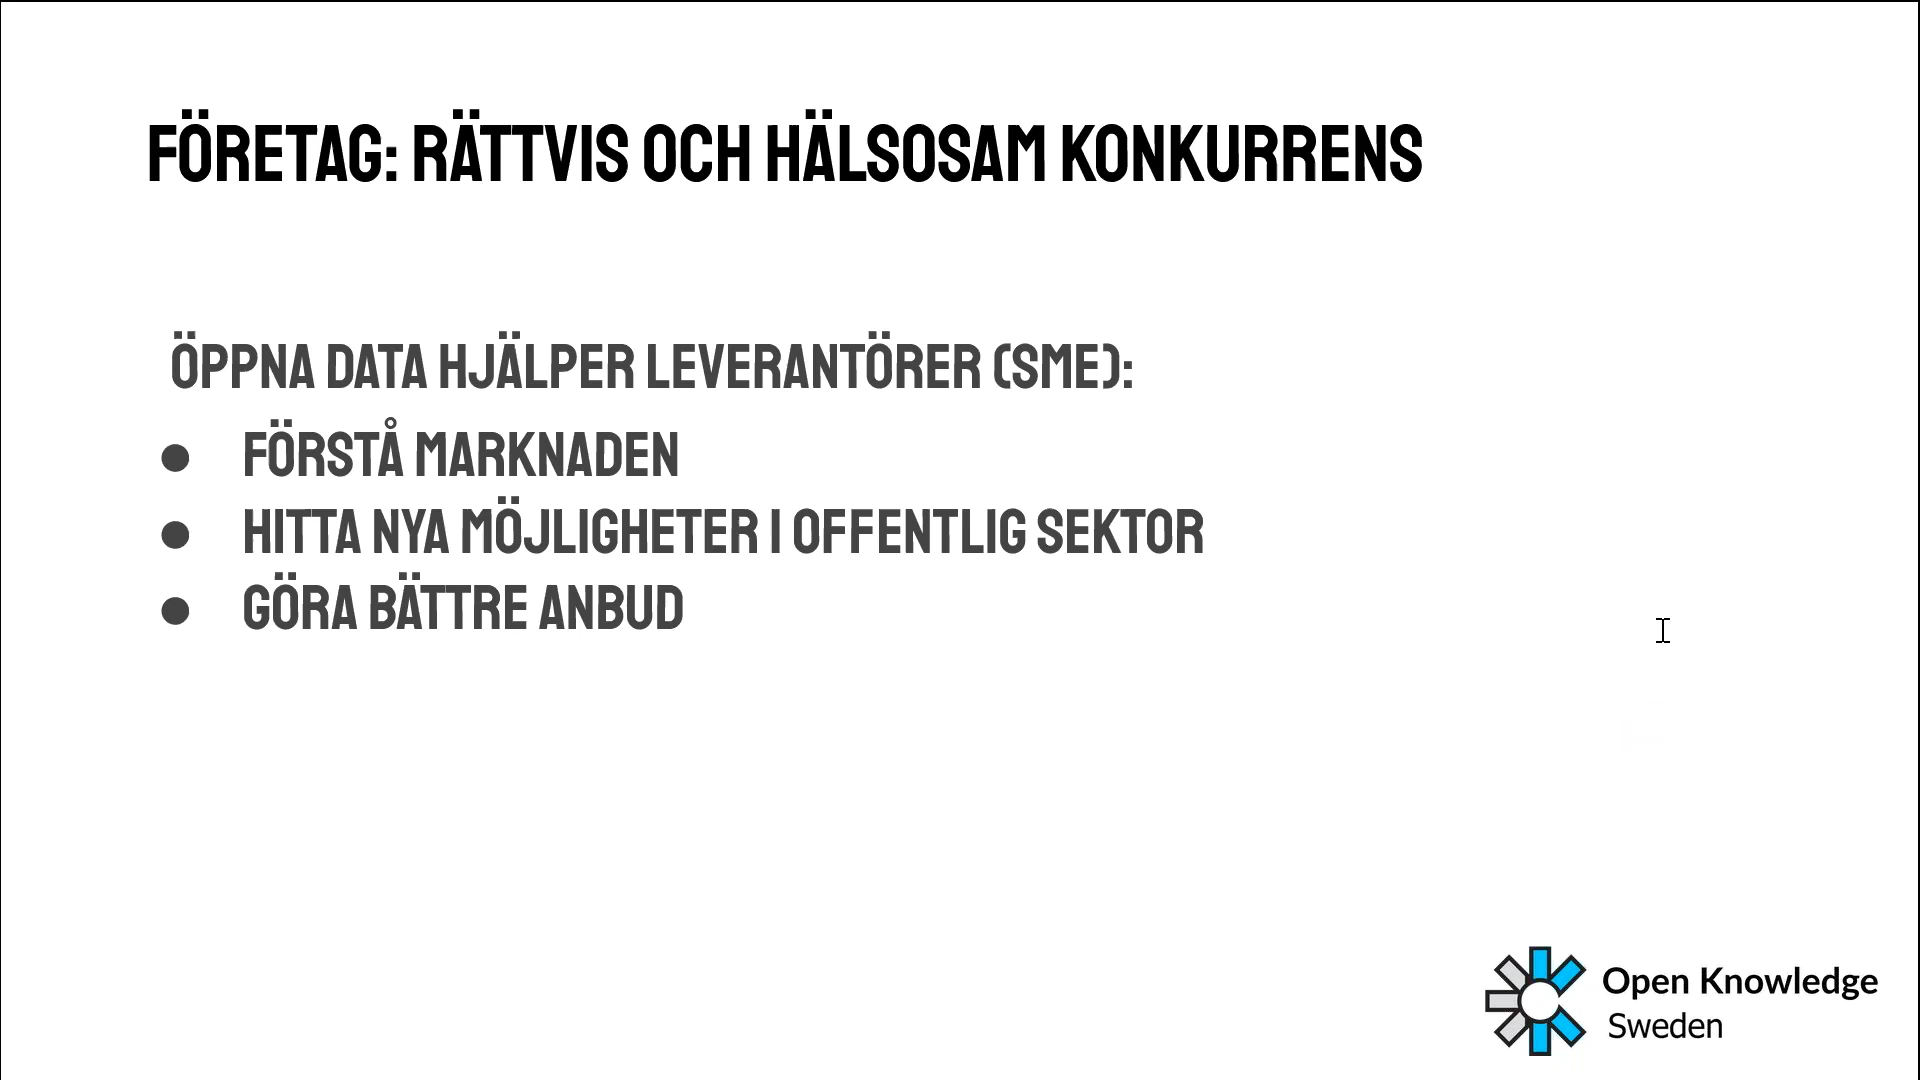 FÖRETAG: RÄTTVIS OCH HÄLSOSAM KONKURRENS
ÖPPNA DATA HJÄLPER LEVERANTÖRER (SME):
● FÖRSTÅ MARKNADEN
● HITTA NYA MÖJLIGHETER I OFFENTLIG SEKTOR
● GÖRA BÄTTRE ANBUD
Open Knowledge
Sweden